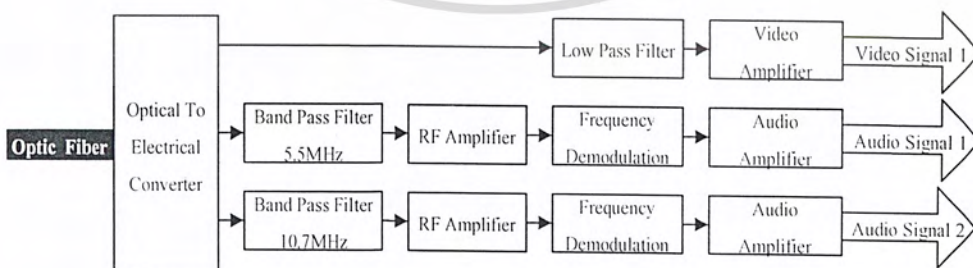 Optic Fiber
Optical To
Electrical
Converter
Low Pass Filter
Video
Amplifier
Video Signal 1
Band Pass Filter
5.5MHz
RF Amplifier
Frequency
Demodulation
Audio
Amplifier
Audio Signal 1
Band Pass Filter
10.7MHz
RF Amplifier
Frequency
Demodulation
Audio
Amplifier
Audio Signal 2